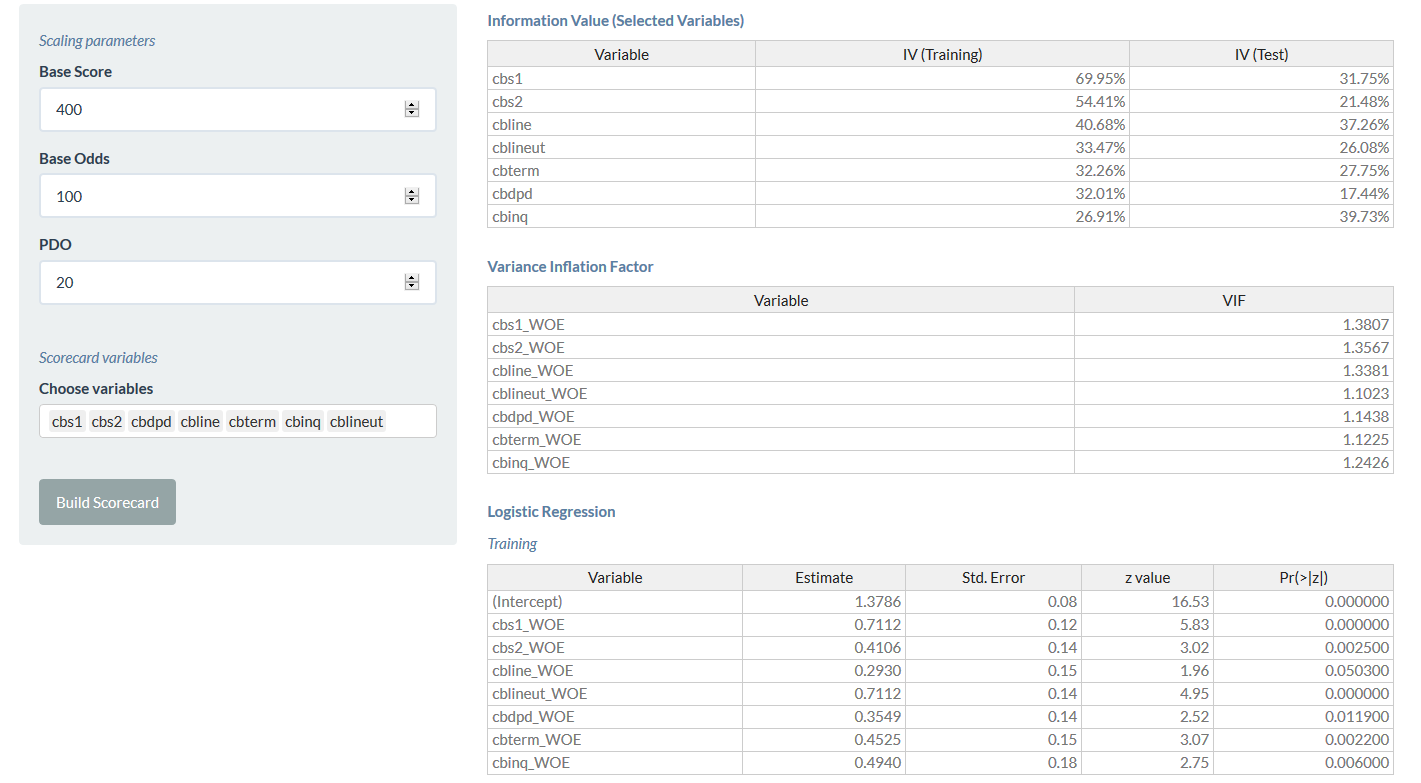 Scaling parameters
Base Score
400
Base Odds
100
PDO
20
Scorecard variables
Choose variables
cbs1 cbs2 cbdpd cbline cbterm cbinq cblineut
Build Scorecard
Information Value (Selected Variables)
Variable IV (Training) IV (Test)
cbs1 69.95% 31.75%
cbs2 54.41% 21.48%
cbline 40.68% 37.26%
cblineut 33.47% 26.08%
cbterm 32.26% 27.75%
cbdpd 32.01% 17.44%
cbinq 26.91% 39.73%
Variance Inflation Factor
Variable VIF
cbs1_WOE 1.3807
cbs2_WOE 1.3567
cbline_WOE 1.3381
cblineut_WOE 1.1023
cbdpd_WOE 1.1438
cbterm_WOE 1.1225
cbinq_WOE 1.2426
Logistic Regression
Training
Variable Estimate Std. Error z value Pr(>|z|)
(Intercept) 1.3786 0.08 16.53 0.000000
cbs1_WOE 0.7112 0.12 5.83 0.000000
cbs2_WOE 0.4106 0.14 3.02 0.002500
cbline_WOE 0.2930 0.15 1.96 0.050300
cblineut_WOE 0.7112 0.14 4.95 0.000000
cbdpd_WOE 0.3549 0.14 2.52 0.011900
cbterm_WOE 0.4525 0.15 3.07 0.002200
cbinq_WOE 0.4940 0.18 2.75 0.006000